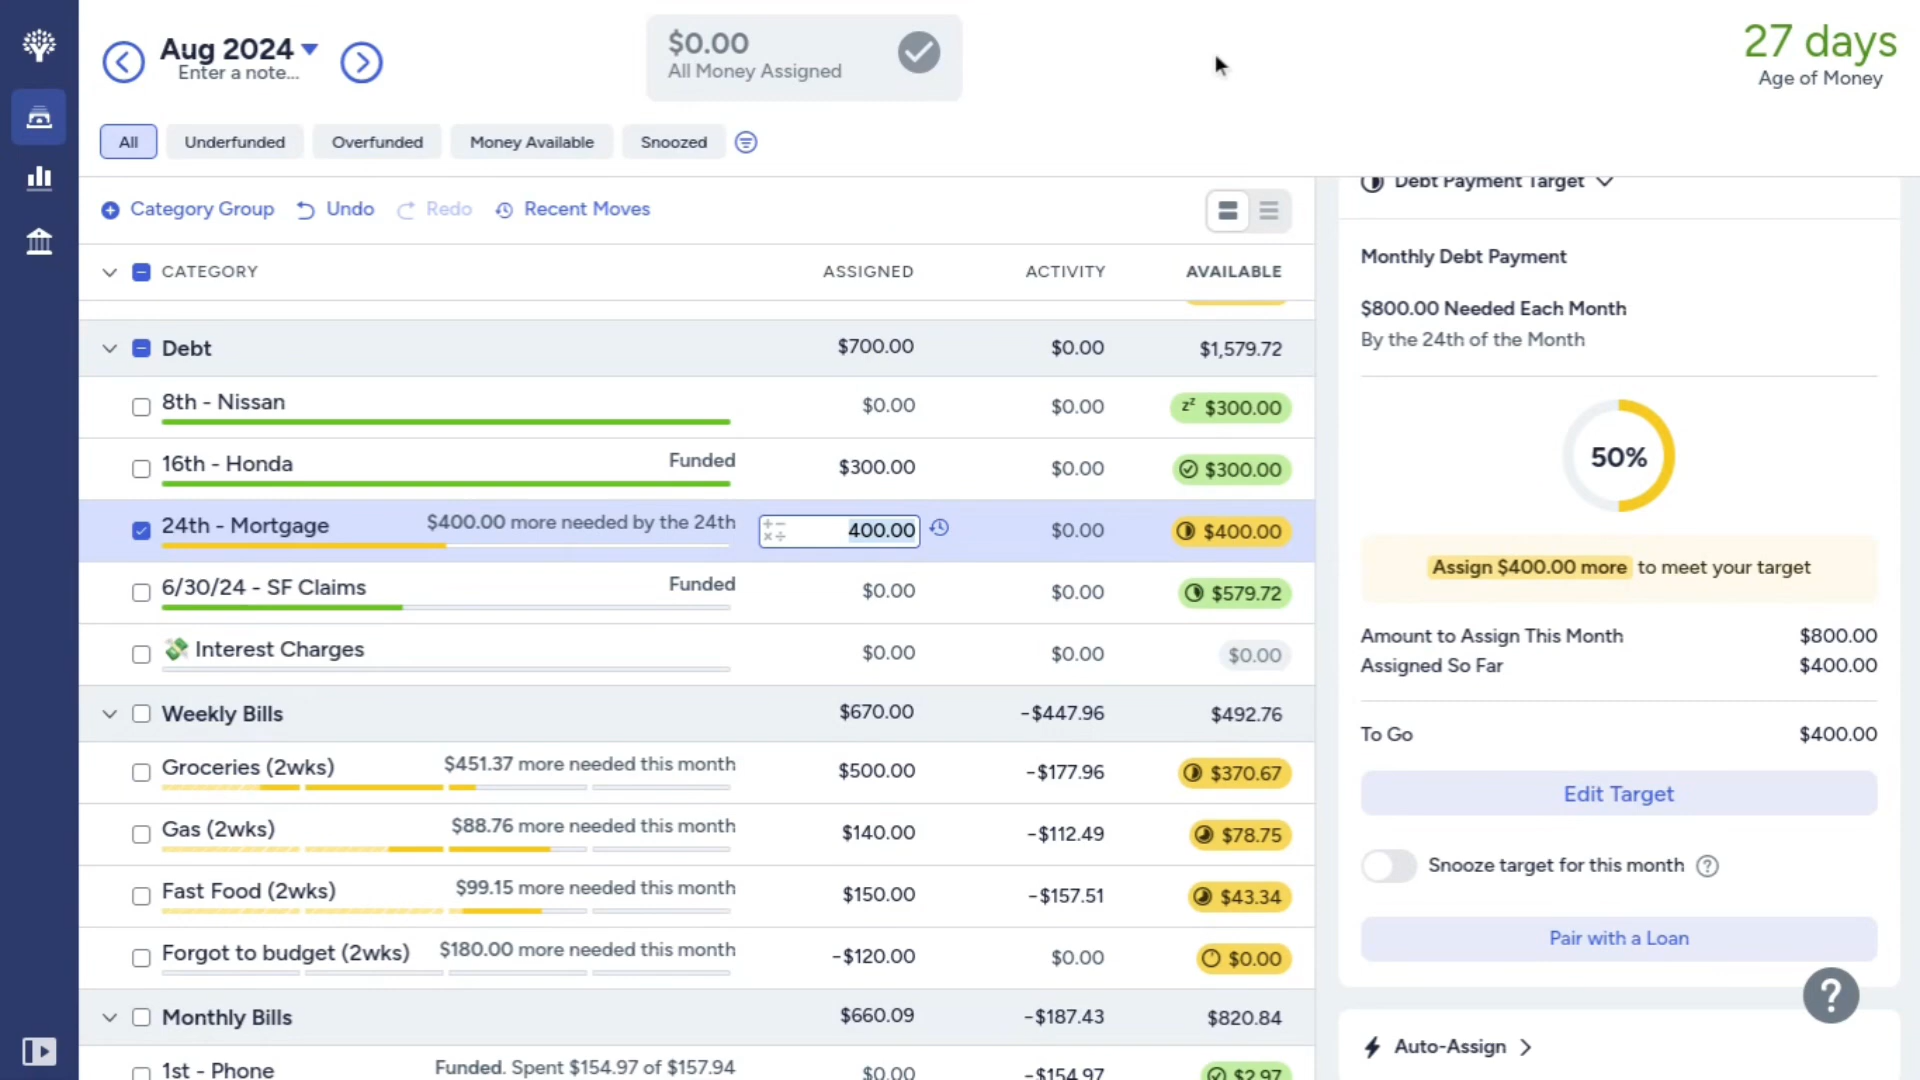 Aug 2024
Enter a note...
$0.00
All Money Assigned
27 days
Age of Money
All
Underfunded
Overfunded
Money Available
Snoozed
Category Group
Undo
Redo
Recent Moves
CATEGORY
ASSIGNED
ACTIVITY
AVAILABLE
Debt
$700.00
$0.00
$1,579.72
8th - Nissan
$0.00
$0.00
zz $300.00
16th - Honda
Funded
$300.00
$0.00
$300.00
24th - Mortgage
$400.00 more needed by the 24th
400.00
$0.00
$400.00
6/30/24 - SF Claims
Funded
$0.00
$0.00
$579.72
Interest Charges
$0.00
$0.00
$0.00
Weekly Bills
$670.00
-$447.96
$492.76
Groceries (2wks)
$451.37 more needed this month
$500.00
-$177.96
$370.67
Gas (2wks)
$88.76 more needed this month
$140.00
-$112.49
$78.75
Fast Food (2wks)
$99.15 more needed this month
$150.00
-$157.51
$43.34
Forgot to budget (2wks)
$180.00 more needed this month
-$120.00
$0.00
$0.00
Monthly Bills
$660.09
-$187.43
$820.84
1st - Phone
Funded. Spent $154.97 of $157.94
$0.00
-$154.97
$2.97
Debt Payment Target
Monthly Debt Payment
$800.00 Needed Each Month
By the 24th of the Month
50%
Assign $400.00 more to meet your target
Amount to Assign This Month
$800.00
Assigned So Far
$400.00
To Go
$400.00
Edit Target
Snooze target for this month ?
Pair with a Loan
?
Auto-Assign